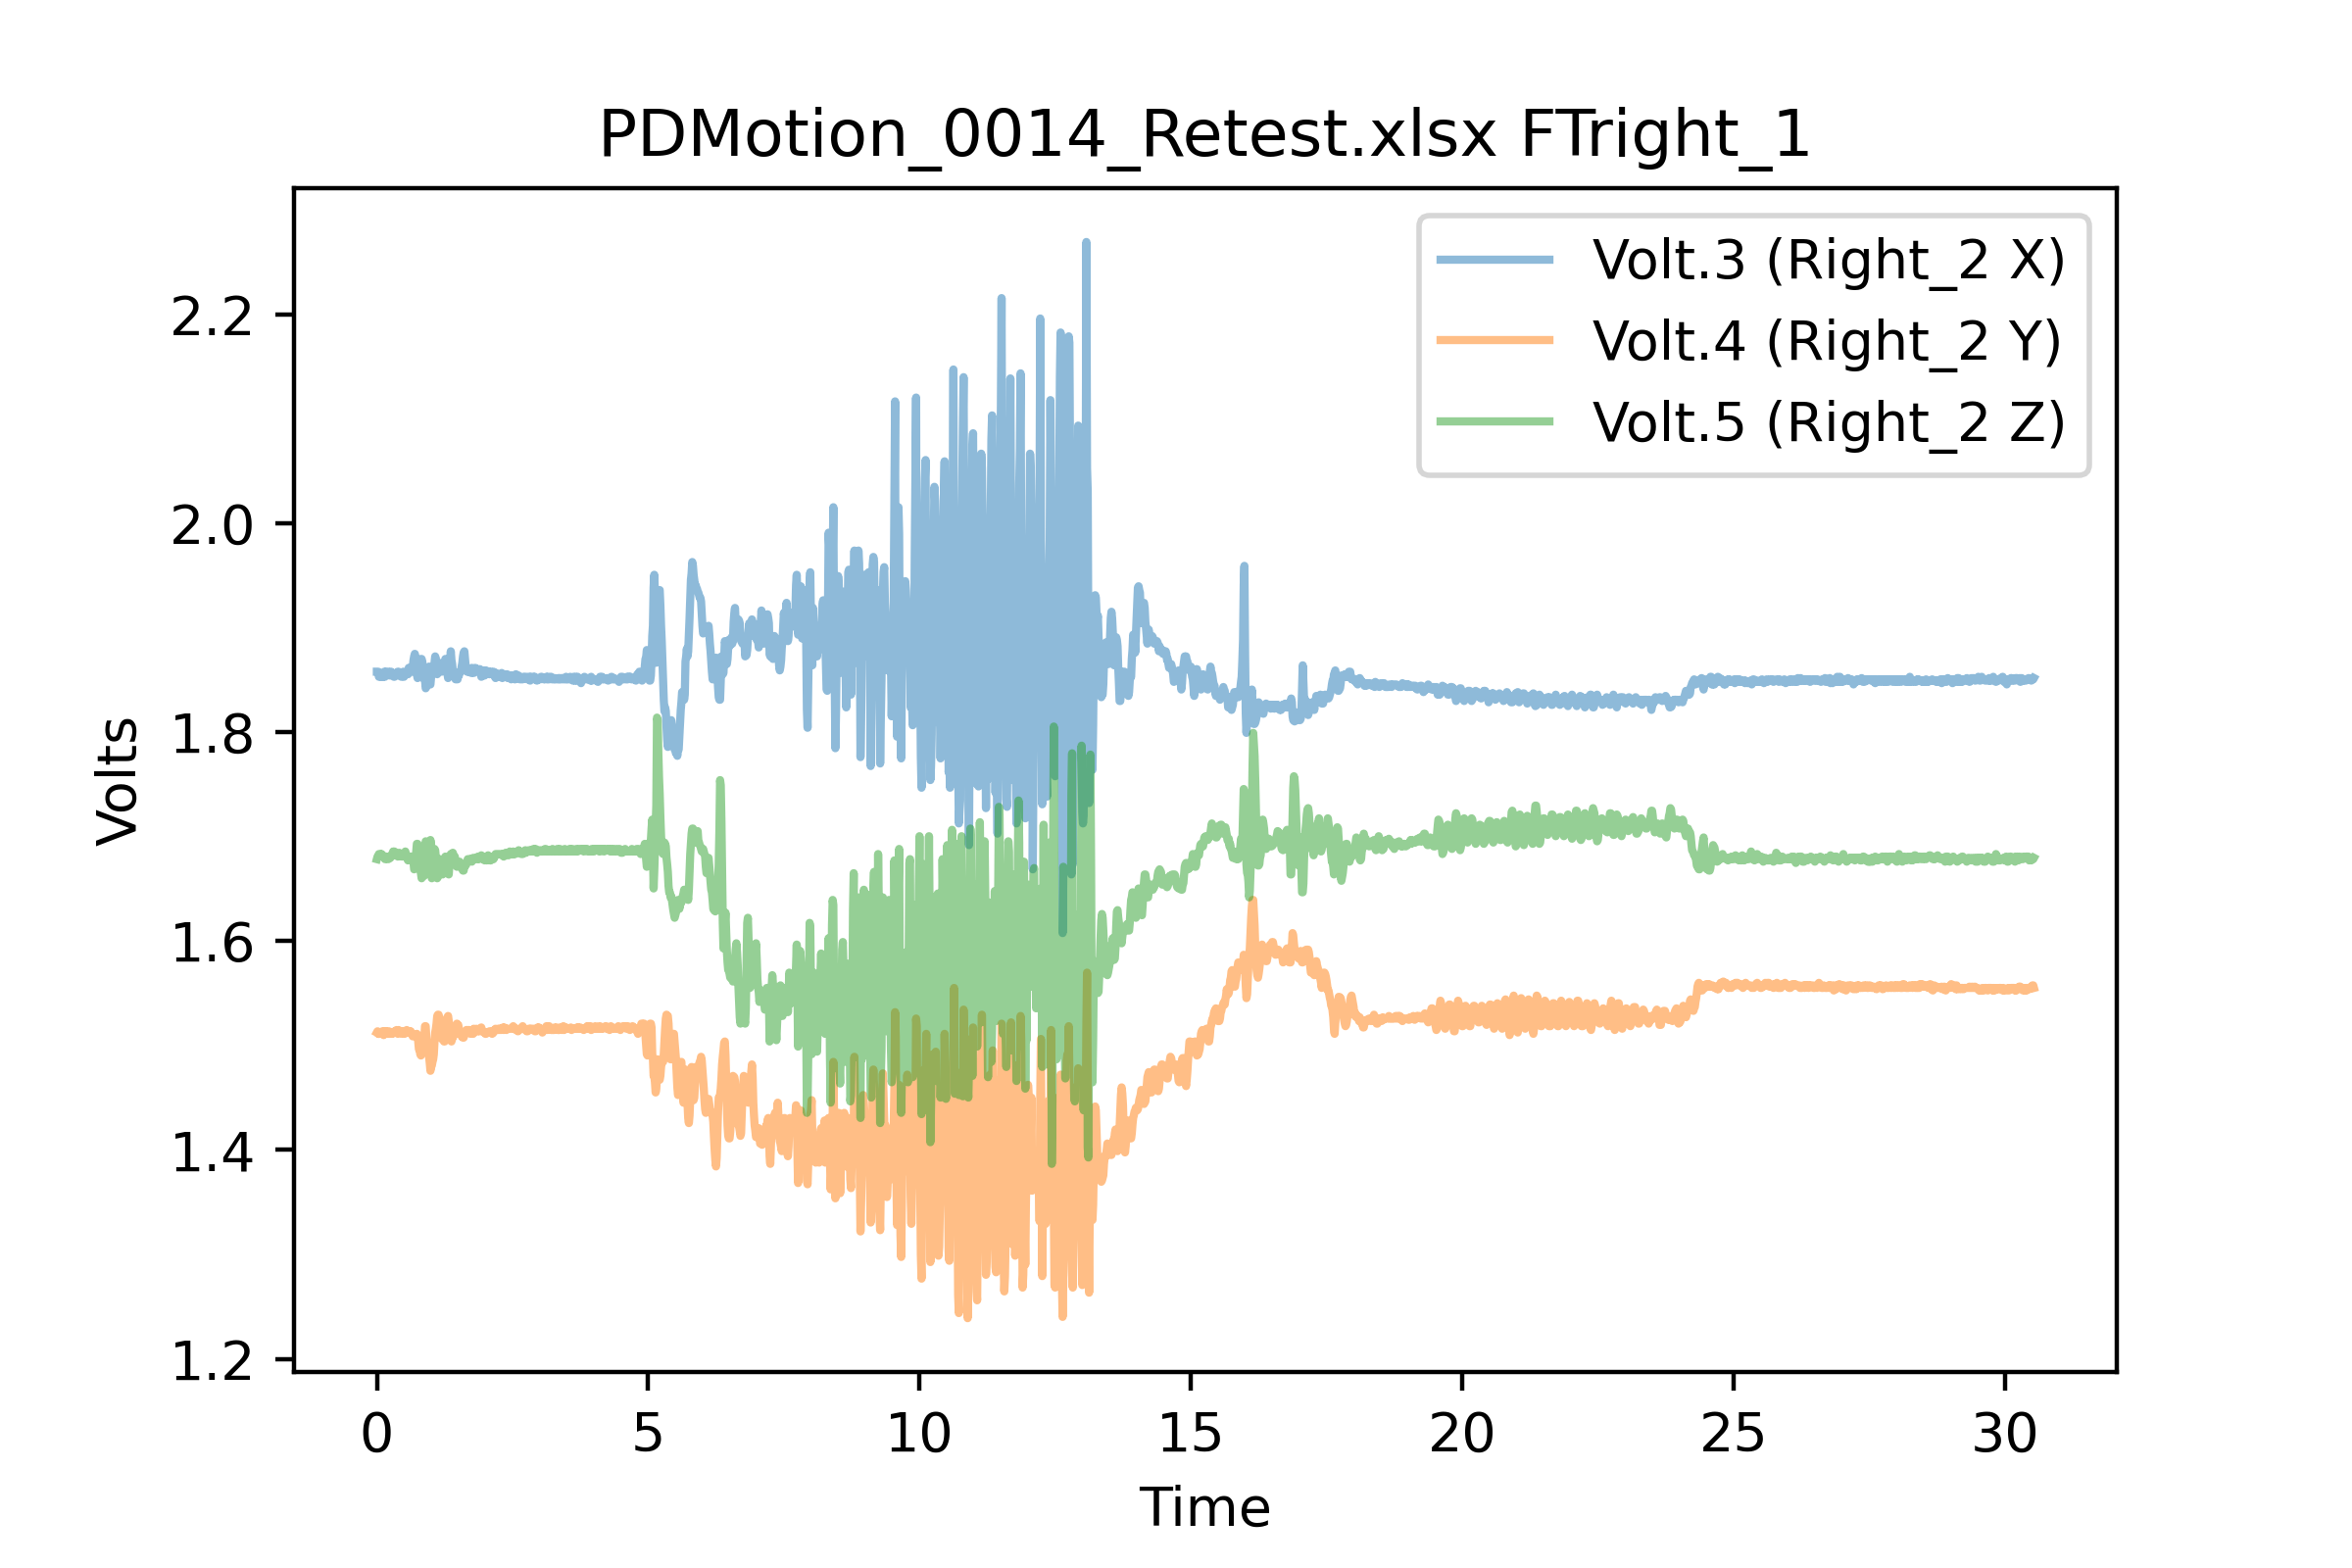 PDMotion_0014_Retest.xlsx FTright_1
Volt.3 (Right_2 X)
Volt.4 (Right_2 Y)
Volt.5 (Right_2 Z)
Volts
2.2
2.0
1.8
1.6
1.4
1.2
0 5 10 15 20 25 30
Time